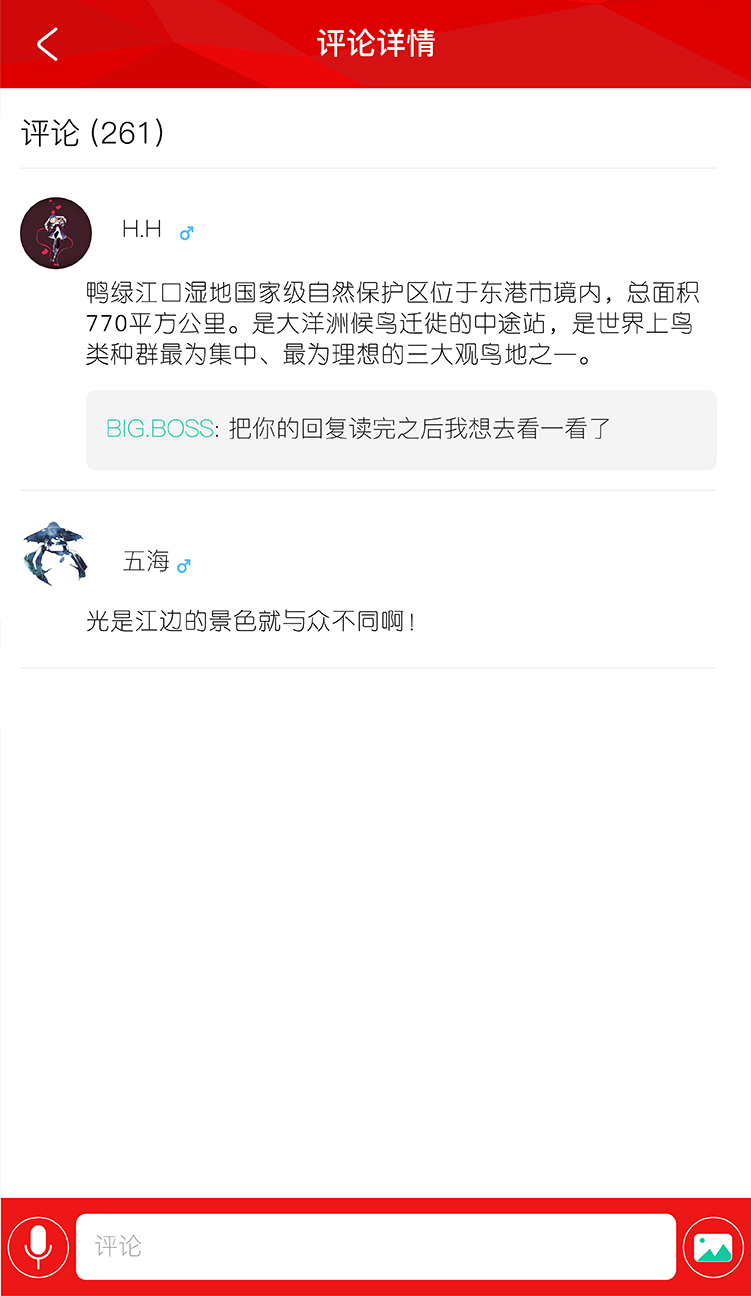 评论详情
评论 (261)
H.H
鸭绿江口湿地国家级自然保护区位于东港市境内，总面积
770平方公里。是大洋洲候鸟迁徙的中途站，是世界上鸟
类种群最为集中、最为理想的三大观鸟地之一。
BIG.BOSS: 把你的回复读完之后我想去看一看了
五海
光是江边的景色就与众不同啊！
评论